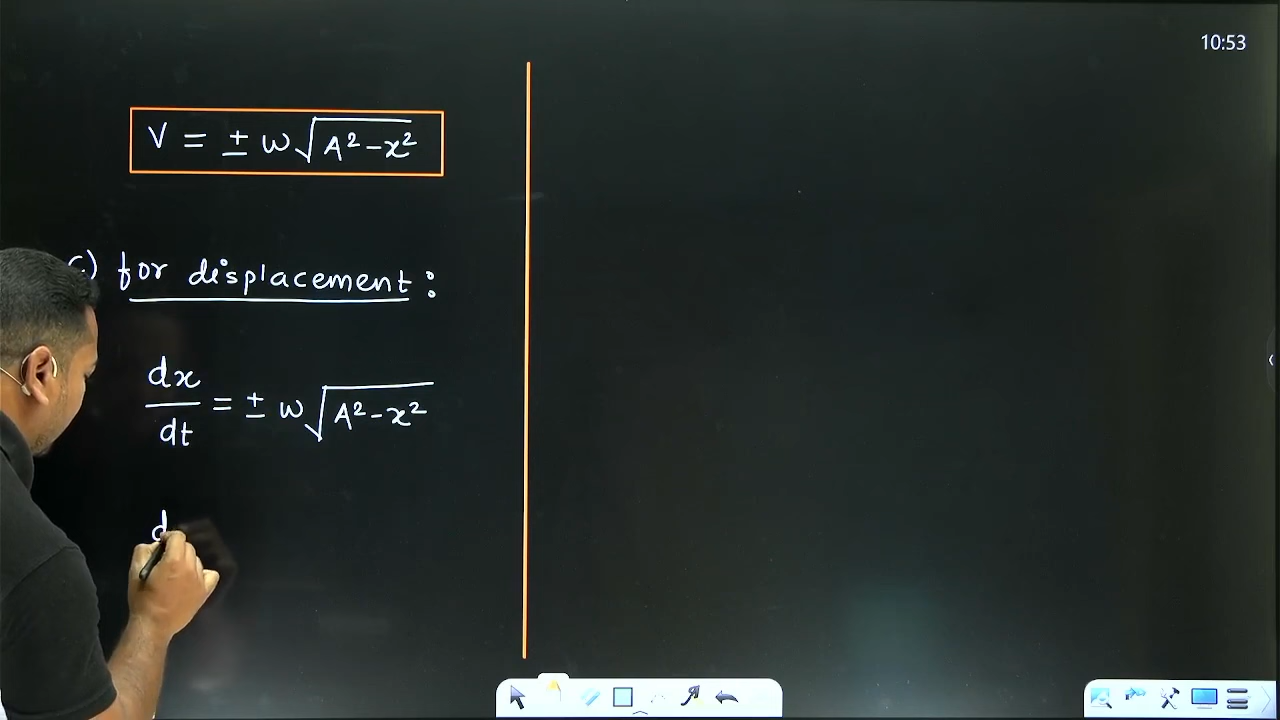 10:53
V = ± ω√(A² − x²)
c) for displacement :
dx/dt = ± ω√(A² − x²)
d